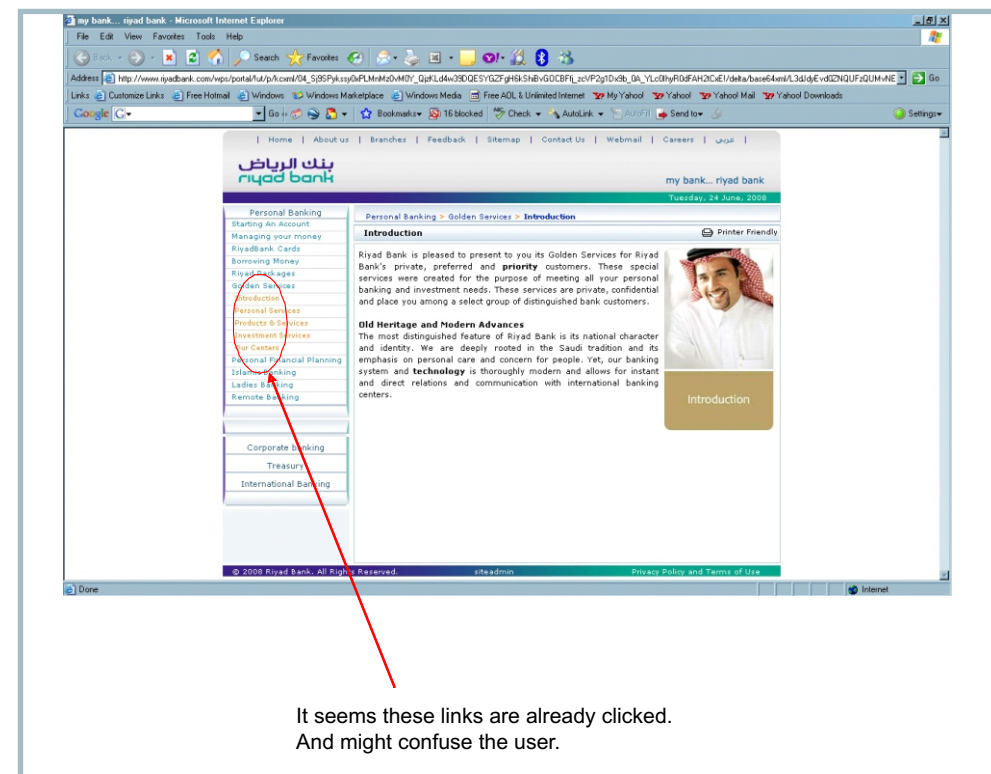 my bank... riyad bank - Microsoft Internet Explorer
File Edit View Favorites Tools Help
Back Search Favorites
Address http://www.riyadbank.com/wps/portal/!ut/p/kcxml/
Go
Links Customize Links Free Hotmail Windows Windows Marketplace Windows Media Free AOL & Unlimited Internet My Yahoo! Yahoo! Yahoo! Mail Yahoo! Downloads
Google Go Bookmarks 16 blocked Check AutoLink AutoFill Send to Settings
| Home | About us | Branches | Feedback | Sitemap | Contact Us | Webmail | Careers | عربي |
بنك الرياض
riyad bank
my bank... riyad bank
Tuesday, 24 June, 2008
Personal Banking
Starting An Account
Managing your money
RiyadBank Cards
Borrowing Money
Riyad Packages
Golden Services
Introduction
Personal Services
Products & Services
Investment Services
Our Centers
Personal Financial Planning
Islamic Banking
Ladies Banking
Remote Banking
Corporate banking
Treasury
International Banking
Personal Banking > Golden Services > Introduction
Introduction
Printer Friendly
Riyad Bank is pleased to present to you its Golden Services for Riyad
Bank's private, preferred and priority customers. These special
services were created for the purpose of meeting all your personal
banking and investment needs. These services are private, confidential
and place you among a select group of distinguished bank customers.
Old Heritage and Modern Advances
The most distinguished feature of Riyad Bank is its national character
and identity. We are deeply rooted in the Saudi tradition and its
emphasis on personal care and concern for people. Yet, our banking
system and technology is thoroughly modern and allows for instant
and direct relations and communication with international banking
centers.
Introduction
© 2008 Riyad Bank. All Rights Reserved. siteadmin Privacy Policy and Terms of Use
Done Internet
It seems these links are already clicked.
And might confuse the user.